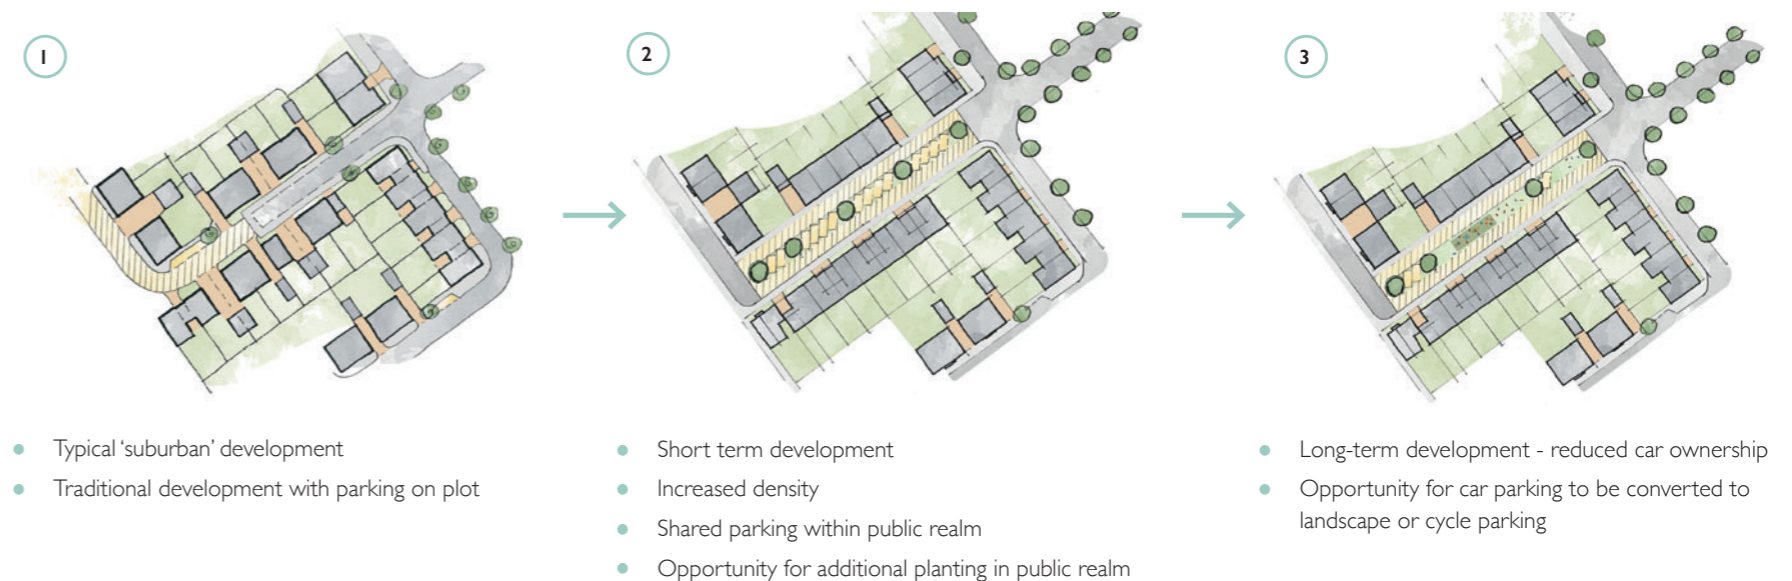 1
• Typical ‘suburban’ development
• Traditional development with parking on plot
2
• Short term development
• Increased density
• Shared parking within public realm
• Opportunity for additional planting in public realm
3
• Long-term development - reduced car ownership
• Opportunity for car parking to be converted to
landscape or cycle parking